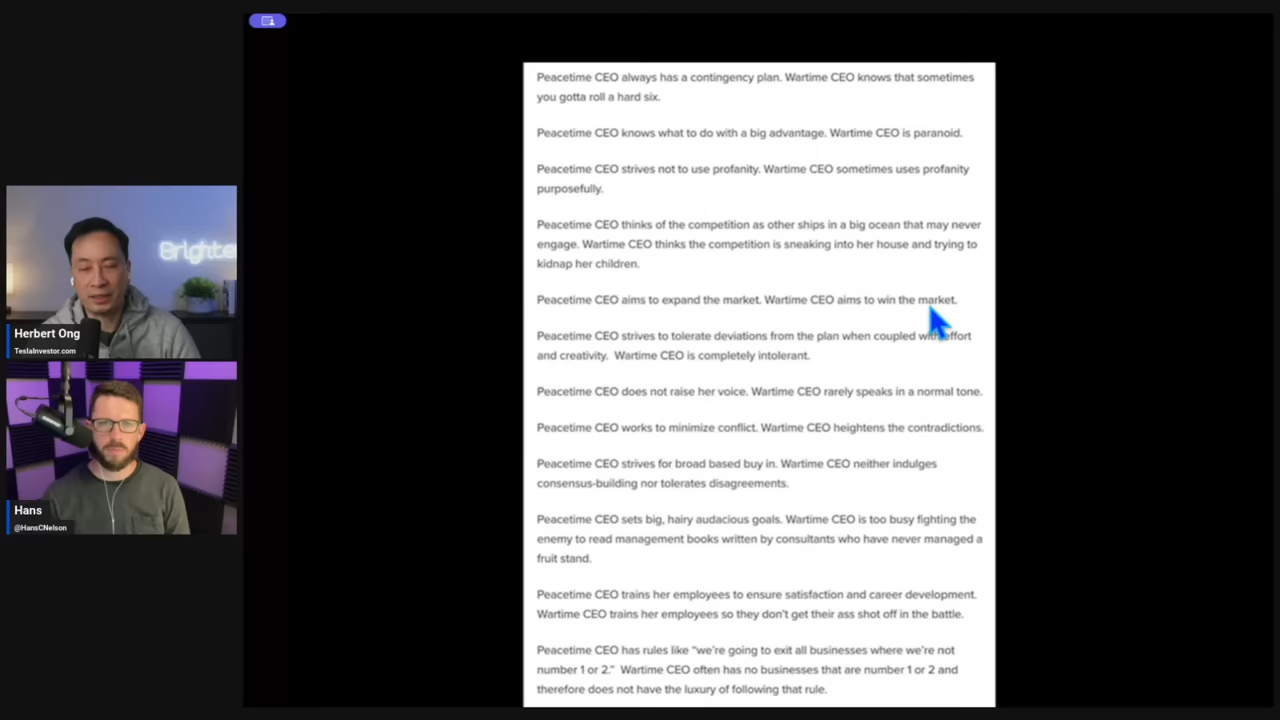 Peacetime CEO always has a contingency plan. Wartime CEO knows that sometimes
you gotta roll a hard six.
Peacetime CEO knows what to do with a big advantage. Wartime CEO is paranoid.
Peacetime CEO strives not to use profanity. Wartime CEO sometimes uses profanity
purposefully.
Peacetime CEO thinks of the competition as other ships in a big ocean that may never
engage. Wartime CEO thinks the competition is sneaking into her house and trying to
kidnap her children.
Peacetime CEO aims to expand the market. Wartime CEO aims to win the market.
Peacetime CEO strives to tolerate deviations from the plan when coupled with effort
and creativity.  Wartime CEO is completely intolerant.
Peacetime CEO does not raise her voice. Wartime CEO rarely speaks in a normal tone.
Peacetime CEO works to minimize conflict. Wartime CEO heightens the contradictions.
Peacetime CEO strives for broad based buy in. Wartime CEO neither indulges
consensus-building nor tolerates disagreements.
Peacetime CEO sets big, hairy audacious goals. Wartime CEO is too busy fighting the
enemy to read management books written by consultants who have never managed a
fruit stand.
Peacetime CEO trains her employees to ensure satisfaction and career development.
Wartime CEO trains her employees so they don't get their ass shot off in the battle.
Peacetime CEO has rules like “we're going to exit all businesses where we're not
number 1 or 2.”  Wartime CEO often has no businesses that are number 1 or 2 and
therefore does not have the luxury of following that rule.
Brighte
Herbert Ong
TeslaInvestor.com
Hans
@HansCNelson